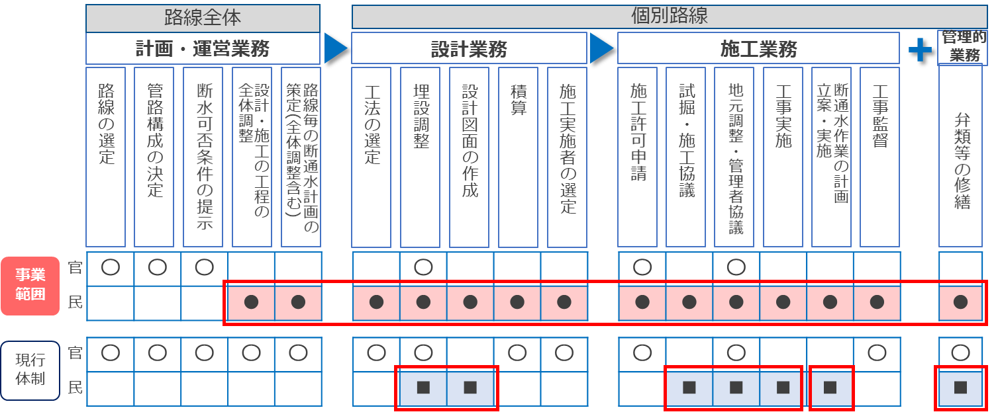 路線全体
個別路線
計画・運営業務
設計業務
施工業務
+
管理的
業務
路線の選定
管路構成の決定
断水可否条件の提示
設計・施工の工程の
全体調整
路線毎の断通水計画の
策定(全体調整含む)
工法の選定
埋設調整
設計図面の作成
積算
施工実施者の選定
施工許可申請
試掘・施工協議
地元調整・管理者協議
工事実施
断通水作業の計画
立案・実施
工事監督
弁類等の修繕
事業
範囲
官 〇 〇 〇 〇 〇 〇
民 ● ● ● ● ● ● ● ● ● ● ● ● ● ●
現行
体制
官 〇 〇 〇 〇 〇 〇 〇 〇 〇 〇 〇 〇 〇
民 ■ ■ ■ ■ ■ ■ ■